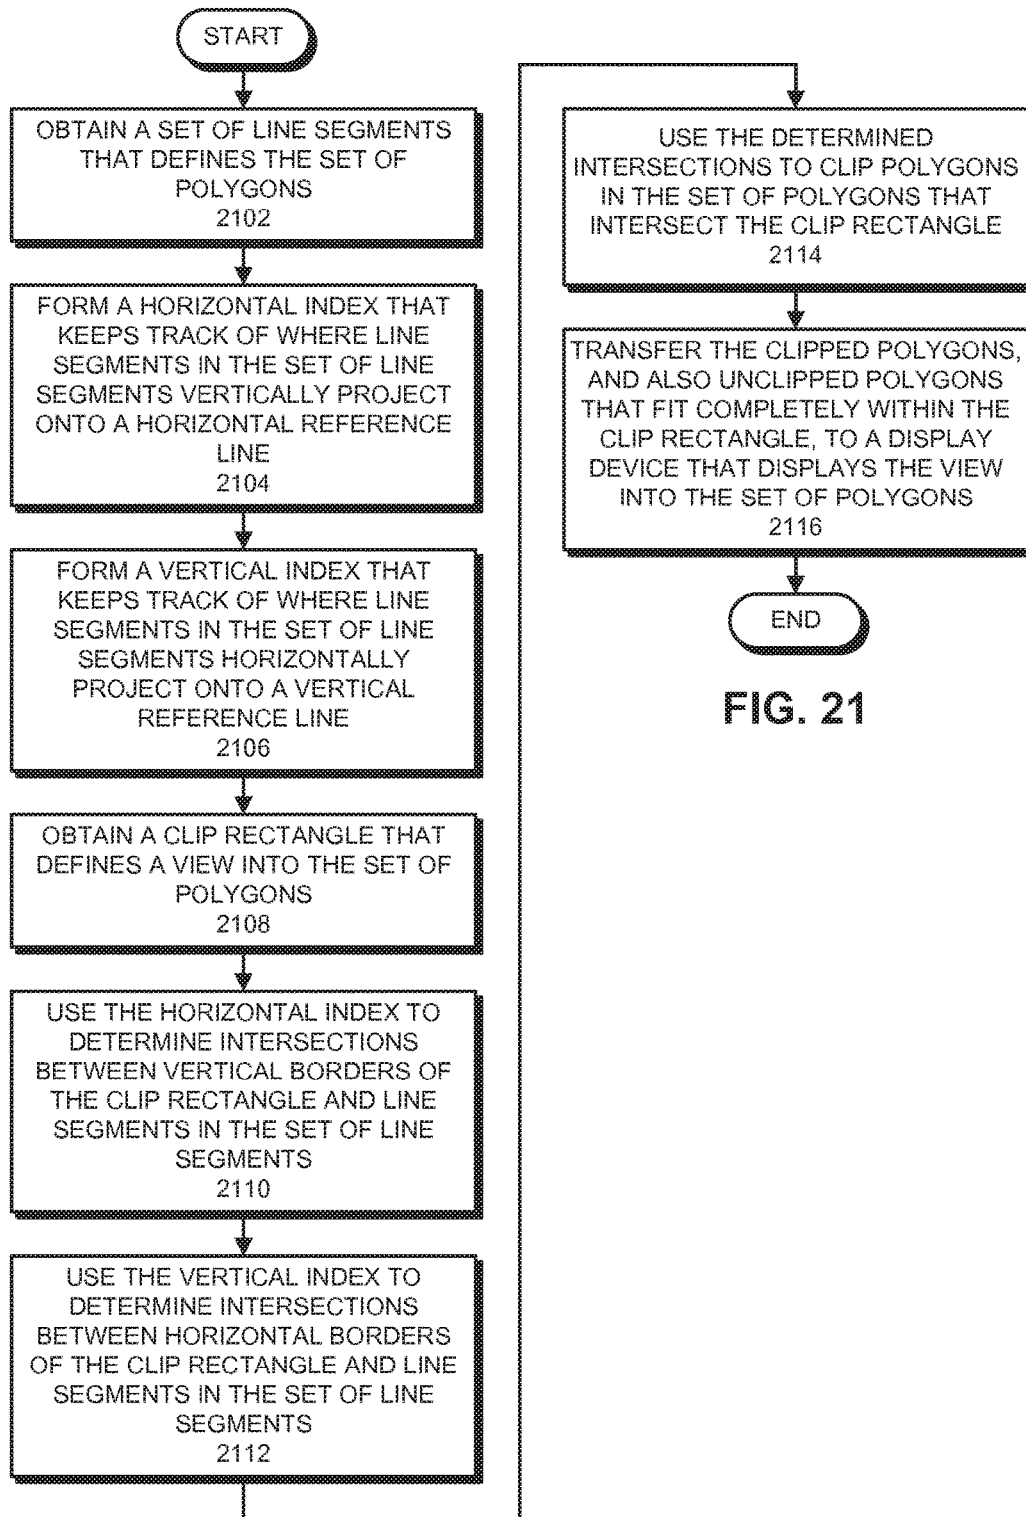 START
OBTAIN A SET OF LINE SEGMENTS
THAT DEFINES THE SET OF
POLYGONS
2102
FORM A HORIZONTAL INDEX THAT
KEEPS TRACK OF WHERE LINE
SEGMENTS IN THE SET OF LINE
SEGMENTS VERTICALLY PROJECT
ONTO A HORIZONTAL REFERENCE
LINE
2104
FORM A VERTICAL INDEX THAT
KEEPS TRACK OF WHERE LINE
SEGMENTS IN THE SET OF LINE
SEGMENTS HORIZONTALLY
PROJECT ONTO A VERTICAL
REFERENCE LINE
2106
OBTAIN A CLIP RECTANGLE THAT
DEFINES A VIEW INTO THE SET OF
POLYGONS
2108
USE THE HORIZONTAL INDEX TO
DETERMINE INTERSECTIONS
BETWEEN VERTICAL BORDERS OF
THE CLIP RECTANGLE AND LINE
SEGMENTS IN THE SET OF LINE
SEGMENTS
2110
USE THE VERTICAL INDEX TO
DETERMINE INTERSECTIONS
BETWEEN HORIZONTAL BORDERS
OF THE CLIP RECTANGLE AND LINE
SEGMENTS IN THE SET OF LINE
SEGMENTS
2112
USE THE DETERMINED
INTERSECTIONS TO CLIP POLYGONS
IN THE SET OF POLYGONS THAT
INTERSECT THE CLIP RECTANGLE
2114
TRANSFER THE CLIPPED POLYGONS,
AND ALSO UNCLIPPED POLYGONS
THAT FIT COMPLETELY WITHIN THE
CLIP RECTANGLE, TO A DISPLAY
DEVICE THAT DISPLAYS THE VIEW
INTO THE SET OF POLYGONS
2116
END
FIG. 21